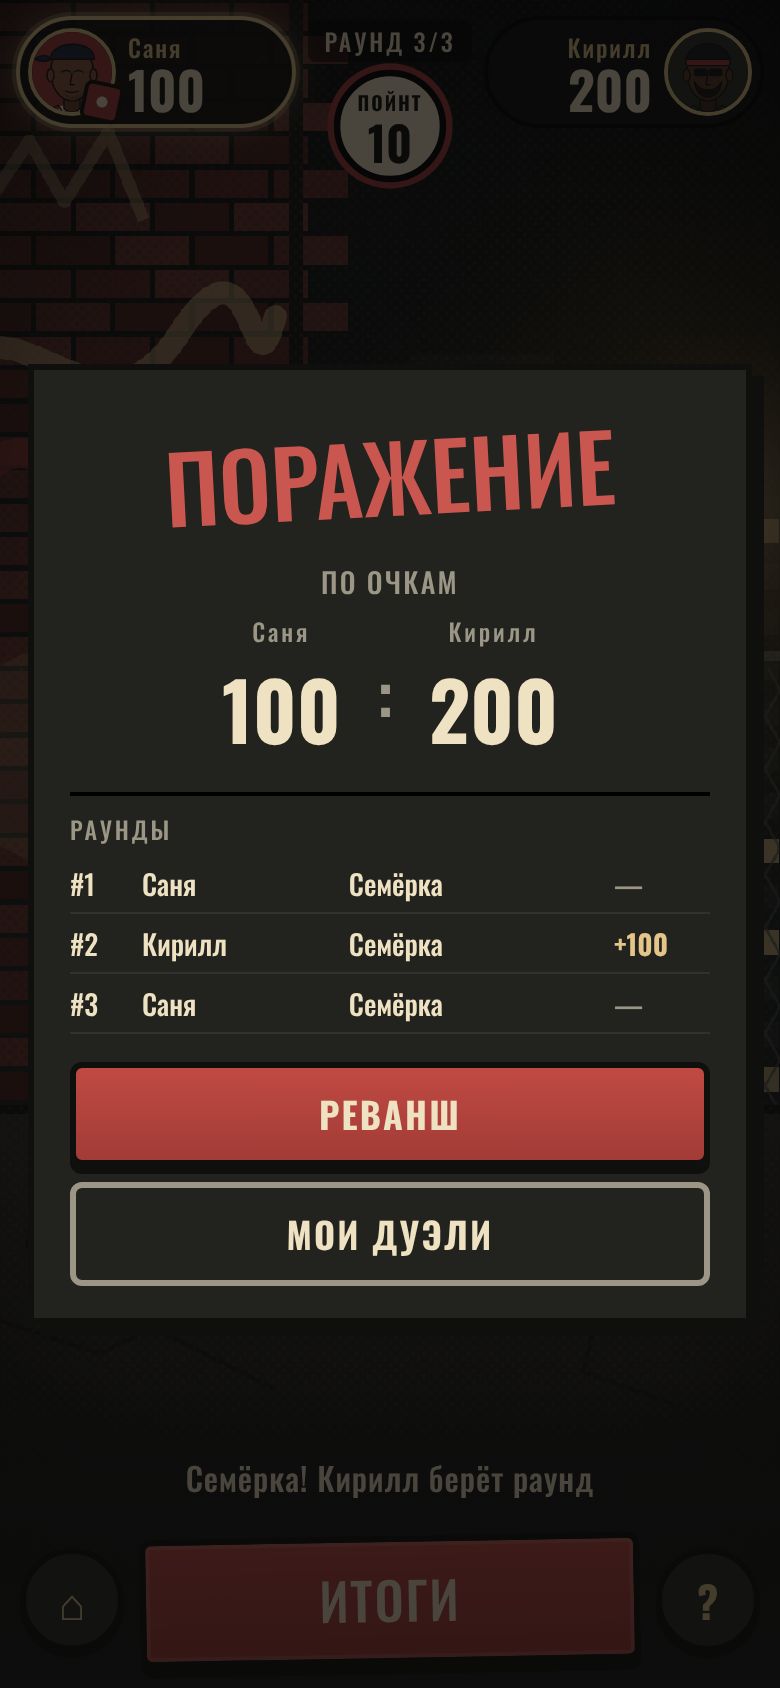 Саня
100
РАУНД 3/3
ПОЙНТ
10
Кирилл
200
ПОРАЖЕНИЕ
ПО ОЧКАМ
Саня Кирилл
100 : 200
РАУНДЫ
#1 Саня Семёрка —
#2 Кирилл Семёрка +100
#3 Саня Семёрка —
РЕВАНШ
МОИ ДУЭЛИ
Семёрка! Кирилл берёт раунд
ИТОГИ
?